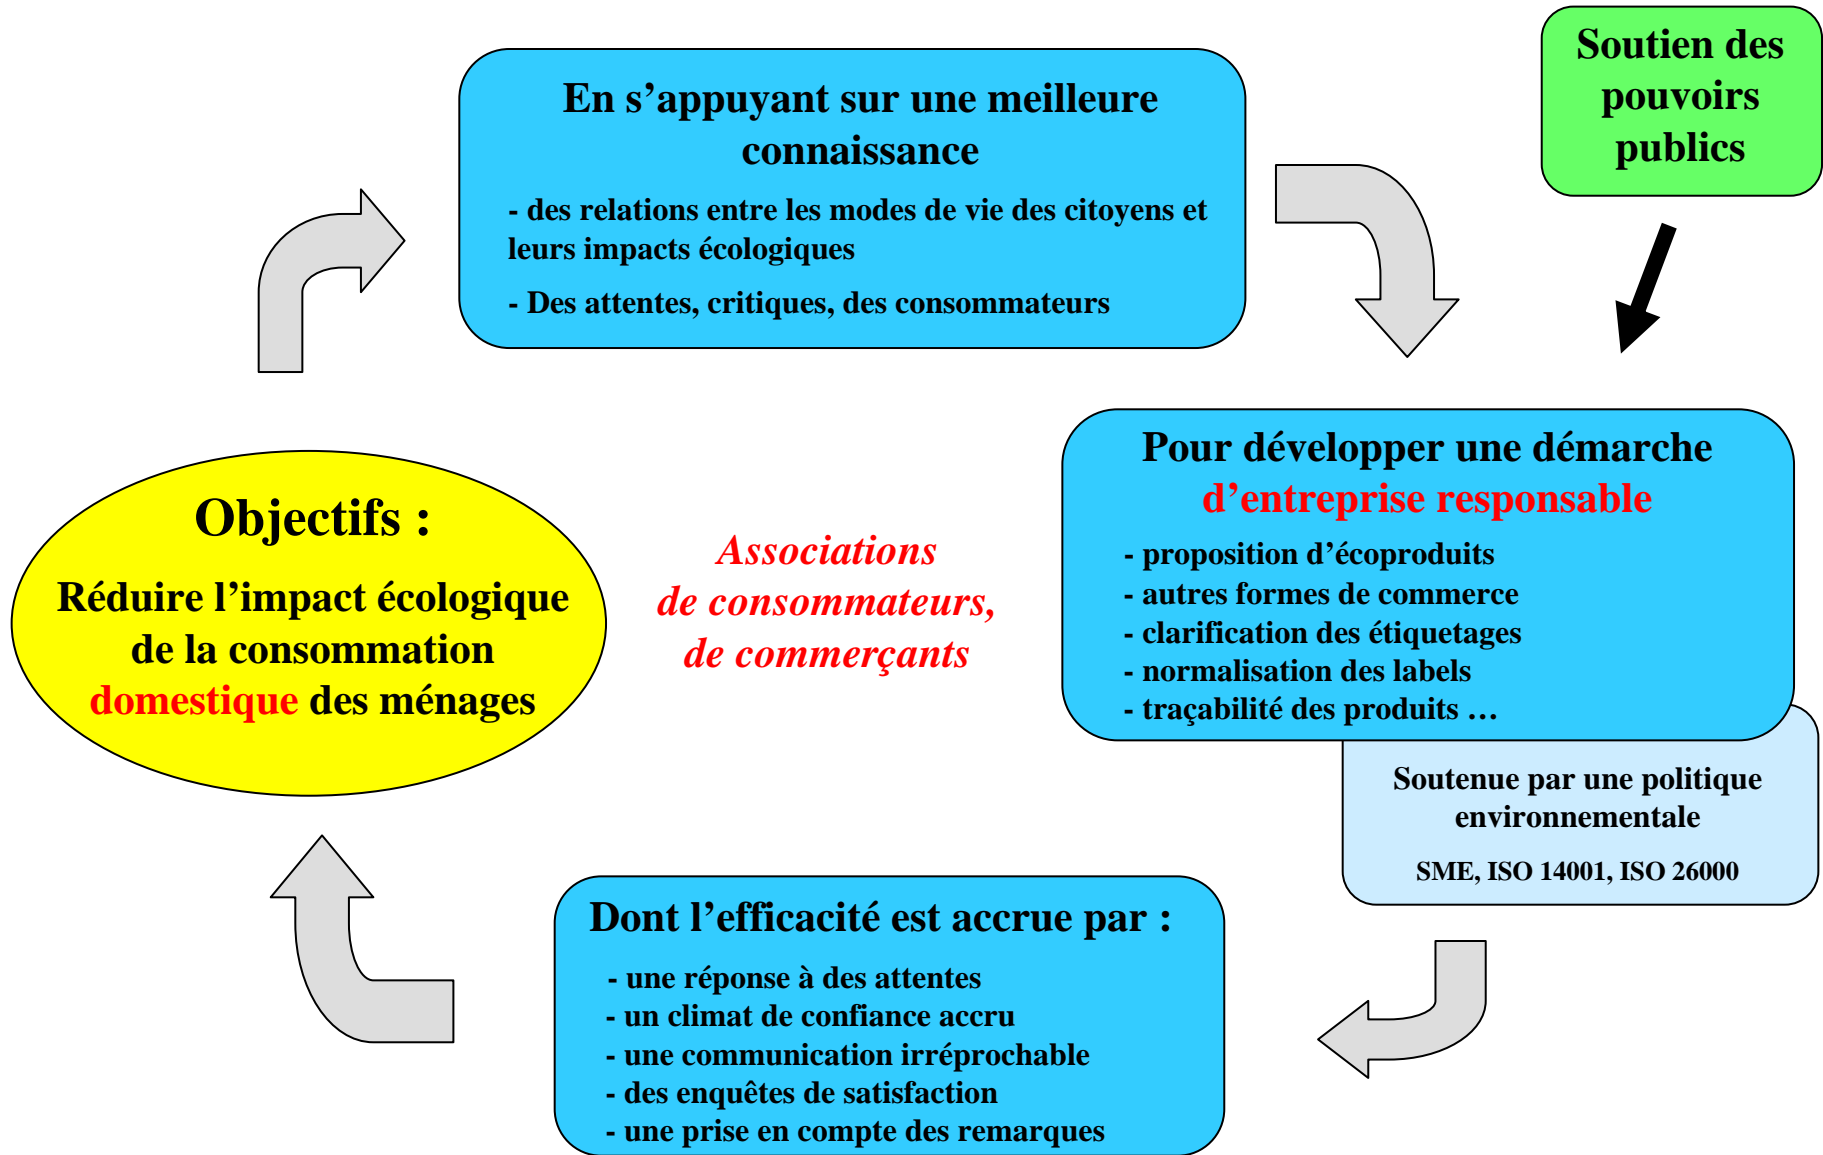 En s’appuyant sur une meilleure
connaissance
- des relations entre les modes de vie des citoyens et
leurs impacts écologiques
- Des attentes, critiques, des consommateurs
Soutien des
pouvoirs
publics
Objectifs :
Réduire l’impact écologique
de la consommation
domestique des ménages
Associations
de consommateurs,
de commerçants
Pour développer une démarche
d’entreprise responsable
- proposition d’écoproduits
- autres formes de commerce
- clarification des étiquetages
- normalisation des labels
- traçabilité des produits …
Soutenue par une politique
environnementale
SME, ISO 14001, ISO 26000
Dont l’efficacité est accrue par :
- une réponse à des attentes
- un climat de confiance accru
- une communication irréprochable
- des enquêtes de satisfaction
- une prise en compte des remarques